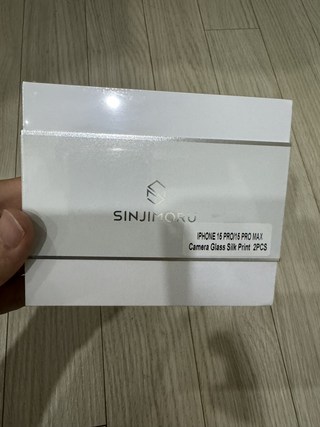 SINJIMORU
IPHONE 15 PRO/15 PRO MAX
Camera Glass Silk Print 2PCS